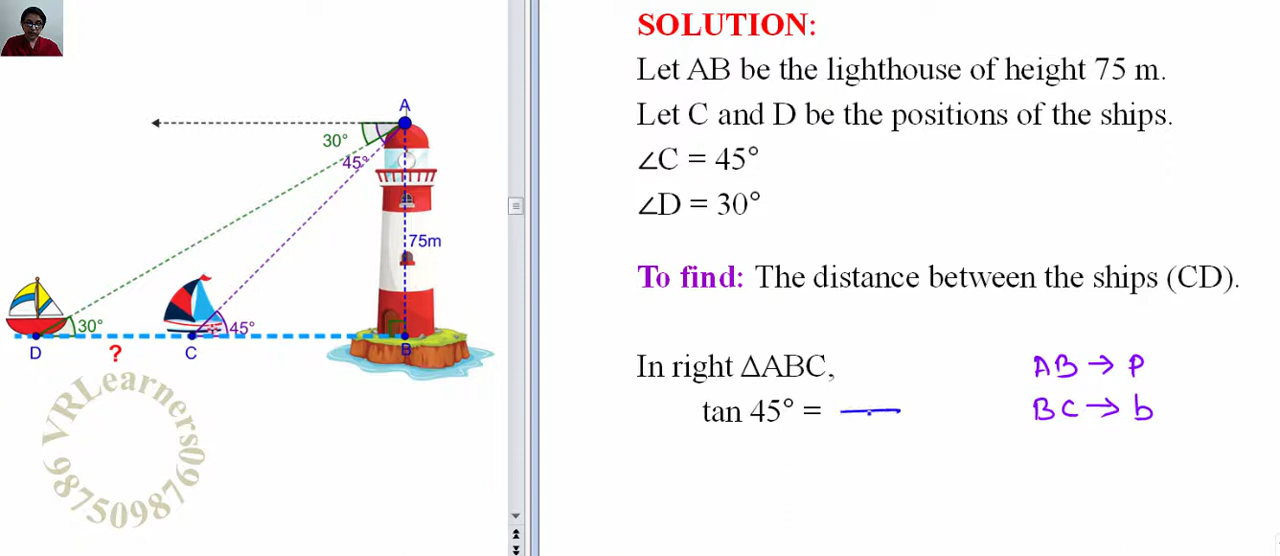 SOLUTION:
Let AB be the lighthouse of height 75 m.
Let C and D be the positions of the ships.
∠C = 45°
∠D = 30°
To find: The distance between the ships (CD).
In right ΔABC,
tan 45° =
AB → P
BC → b
A
30°
45°
75m
30°
45°
D
?
C
B
VRLearners
9875098760